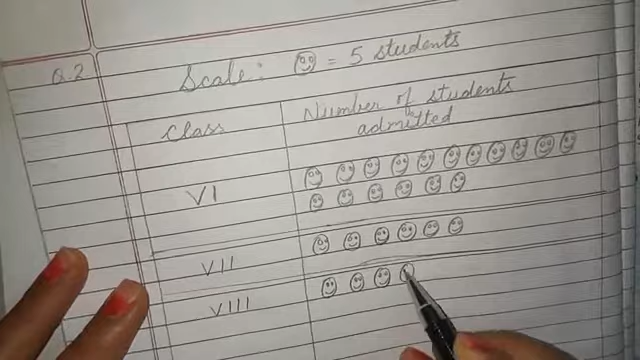 Q.2
Scale: = 5 students
Class
Number of students
admitted
VI
VII
VIII